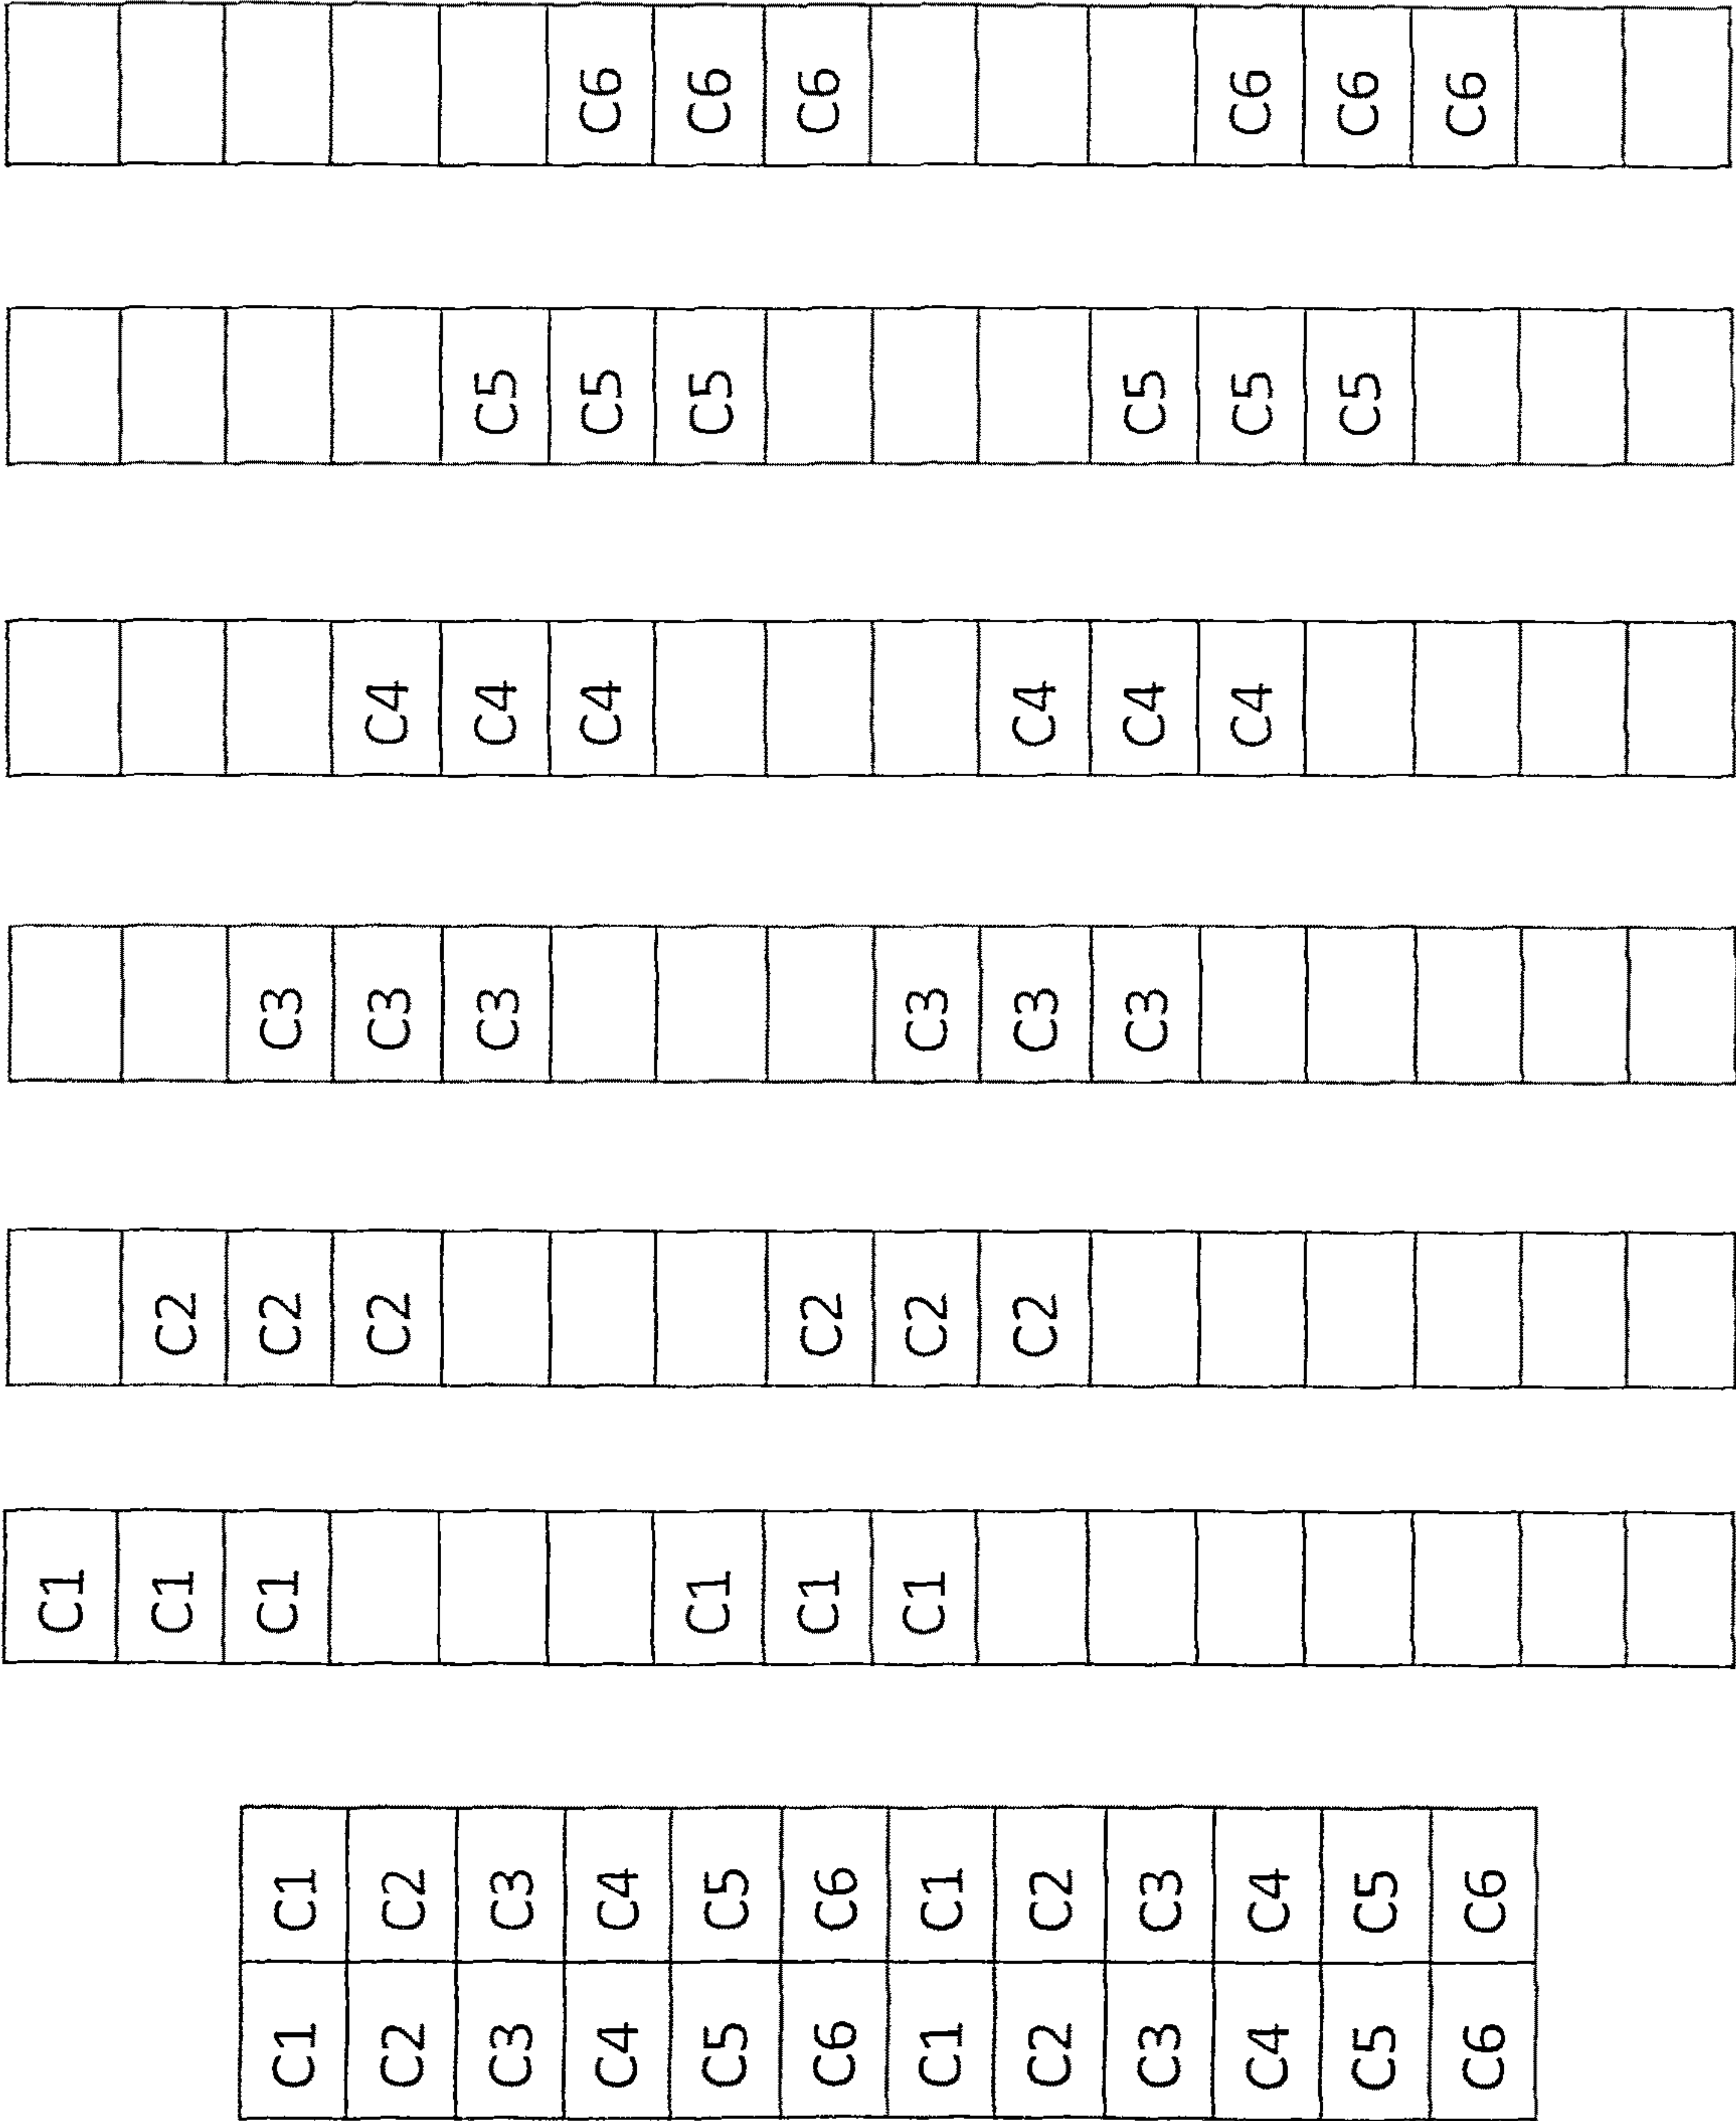 C1
C1 C2
C1 C1 C1 C2 C3
C2 C2 C2 C3 C4
C3 C3 C3 C4 C5
C4 C4 C4 C5 C6
C5 C5 C1 C5 C6
C6 C6 C1 C2 C6
C1 C1 C1 C2 C3
C2 C2 C2 C3 C4
C3 C3 C3 C4 C5
C4 C4 C4 C5 C6
C5 C5 C5 C6
C6 C6 C6